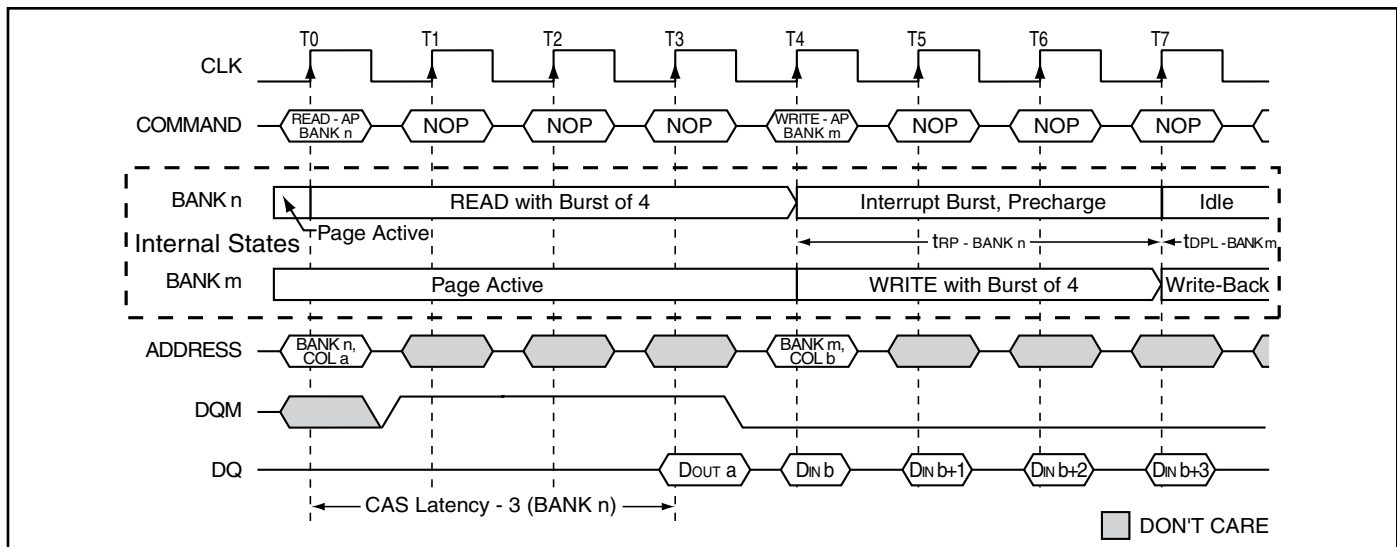 T0 T1 T2 T3 T4 T5 T6 T7
CLK
COMMAND READ - AP BANK n NOP NOP NOP WRITE - AP BANK m NOP NOP NOP
BANK n READ with Burst of 4 Interrupt Burst, Precharge Idle
Internal States Page Active tRP - BANK n tDPL - BANK m
BANK m Page Active WRITE with Burst of 4 Write-Back
ADDRESS BANK n, COL a BANK m, COL b
DQM
DQ DOUT a DIN b DIN b+1 DIN b+2 DIN b+3
CAS Latency - 3 (BANK n)
DON'T CARE